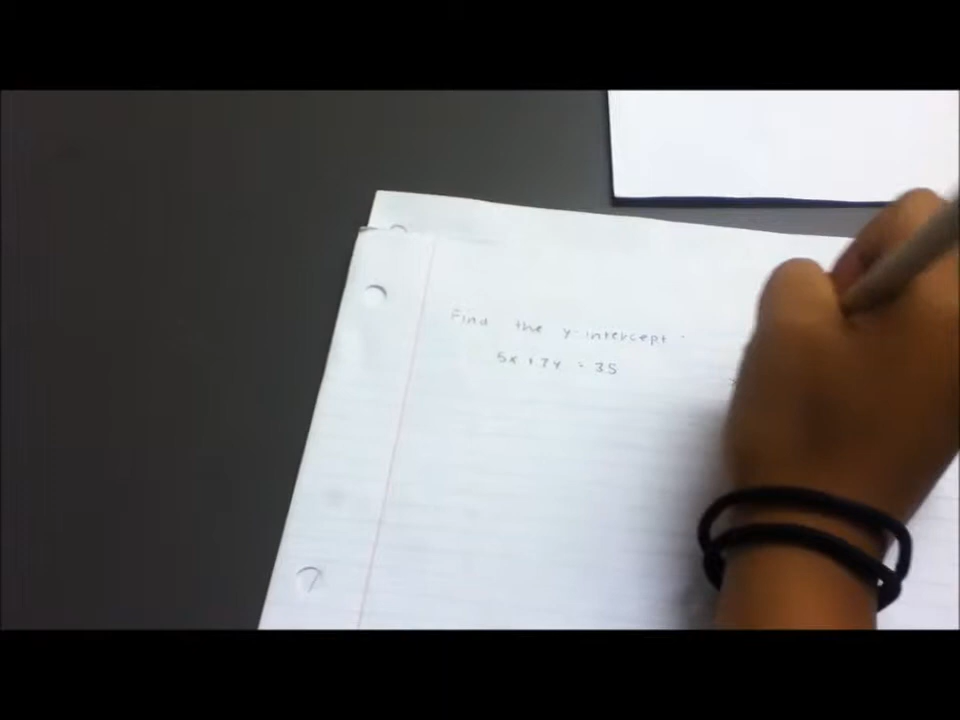 Find the y-intercept.
5x + 7y = 35